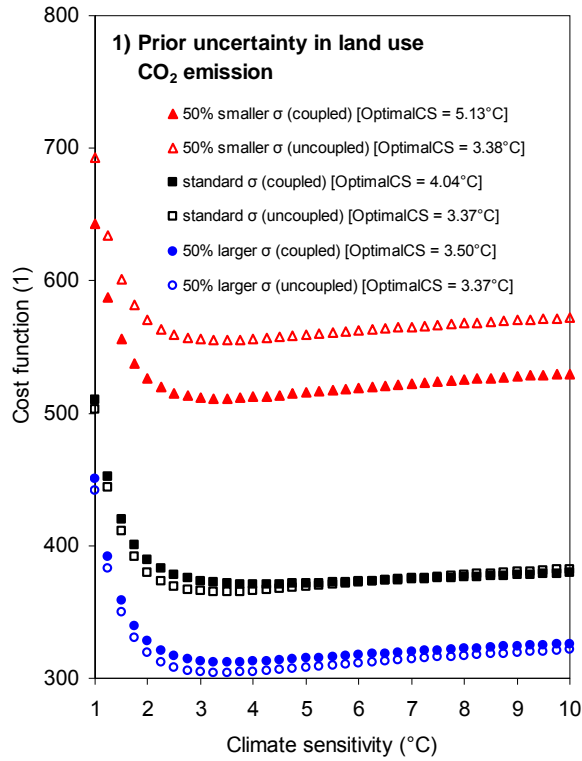 1) Prior uncertainty in land use
CO₂ emission
50% smaller σ (coupled) [OptimalCS = 5.13°C]
50% smaller σ (uncoupled) [OptimalCS = 3.38°C]
standard σ (coupled) [OptimalCS = 4.04°C]
standard σ (uncoupled) [OptimalCS = 3.37°C]
50% larger σ (coupled) [OptimalCS = 3.50°C]
50% larger σ (uncoupled) [OptimalCS = 3.37°C]
Cost function (1)
800
700
600
500
400
300
1 2 3 4 5 6 7 8 9 10
Climate sensitivity (°C)